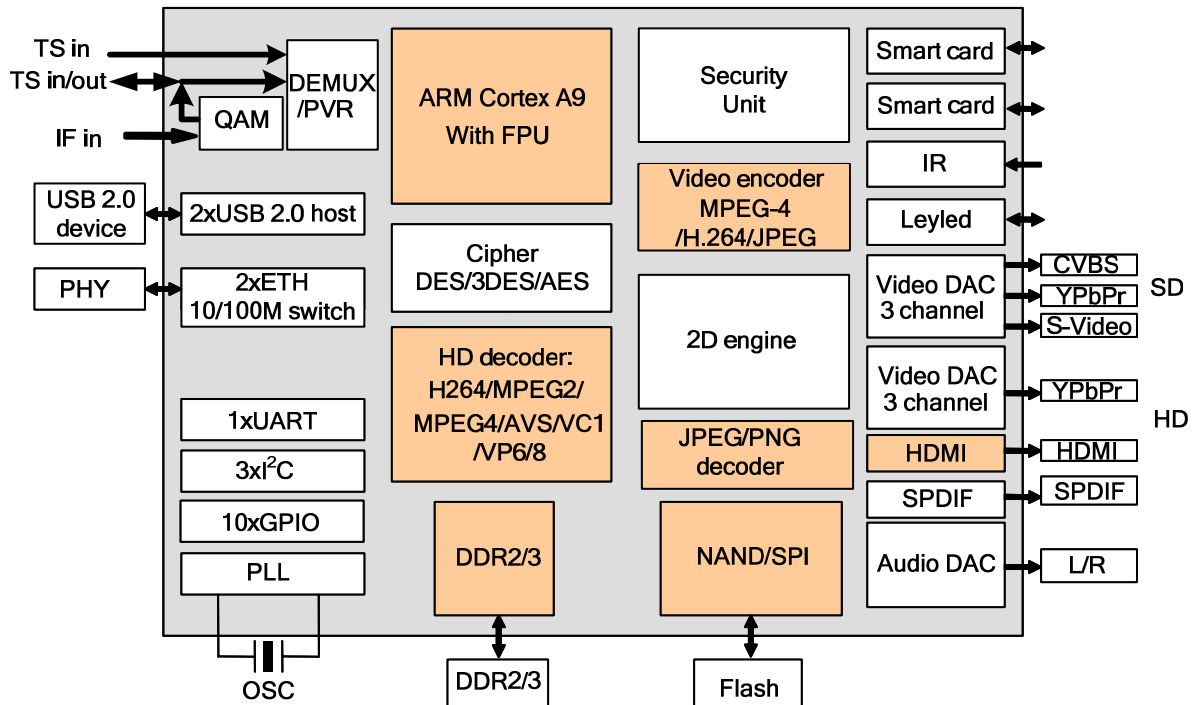 TS in
TS in/out
IF in
DEMUX
/PVR
QAM
USB 2.0
device
2xUSB 2.0 host
PHY
2xETH
10/100M switch
1xUART
3xI²C
10xGPIO
PLL
OSC
ARM Cortex A9
With FPU
Cipher
DES/3DES/AES
HD decoder:
H264/MPEG2/
MPEG4/AVS/VC1
/VP6/8
DDR2/3
DDR2/3
Security
Unit
Video encoder
MPEG-4
/H.264/JPEG
2D engine
JPEG/PNG
decoder
NAND/SPI
Flash
Smart card
Smart card
IR
Leyled
Video DAC
3 channel
CVBS
YPbPr
S-Video
SD
Video DAC
3 channel
YPbPr
HD
HDMI
HDMI
SPDIF
SPDIF
Audio DAC
L/R